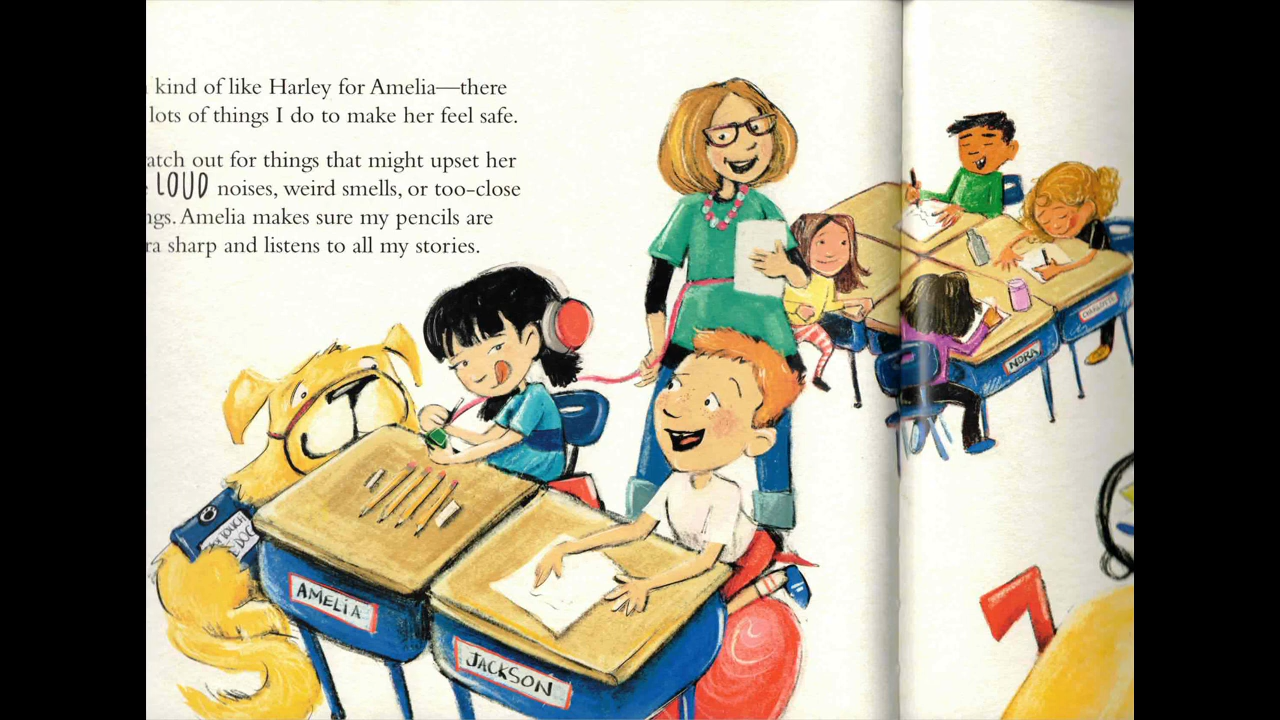 kind of like Harley for Amelia—there
lots of things I do to make her feel safe.
atch out for things that might upset her
LOUD noises, weird smells, or too-close
ngs. Amelia makes sure my pencils are
ra sharp and listens to all my stories.
CHARLOTTE
NORA
AMELIA
JACKSON